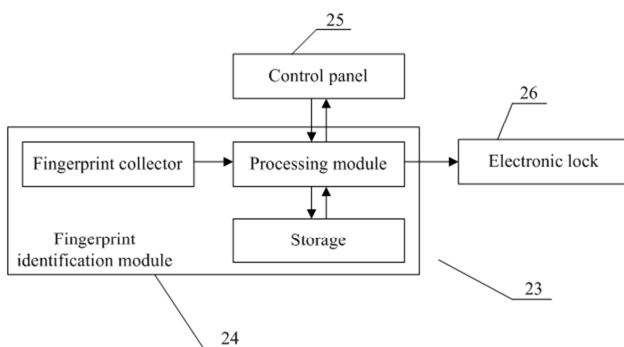 25
Control panel
26
Fingerprint collector
Processing module
Electronic lock
Storage
Fingerprint
identification module
23
24